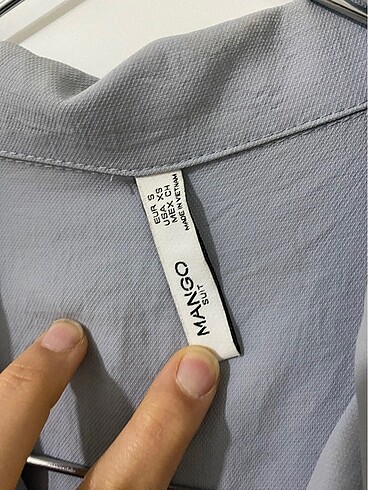 MANGO
SUIT
EUR S
USA XS
MEX CH
MADE IN VIETNAM